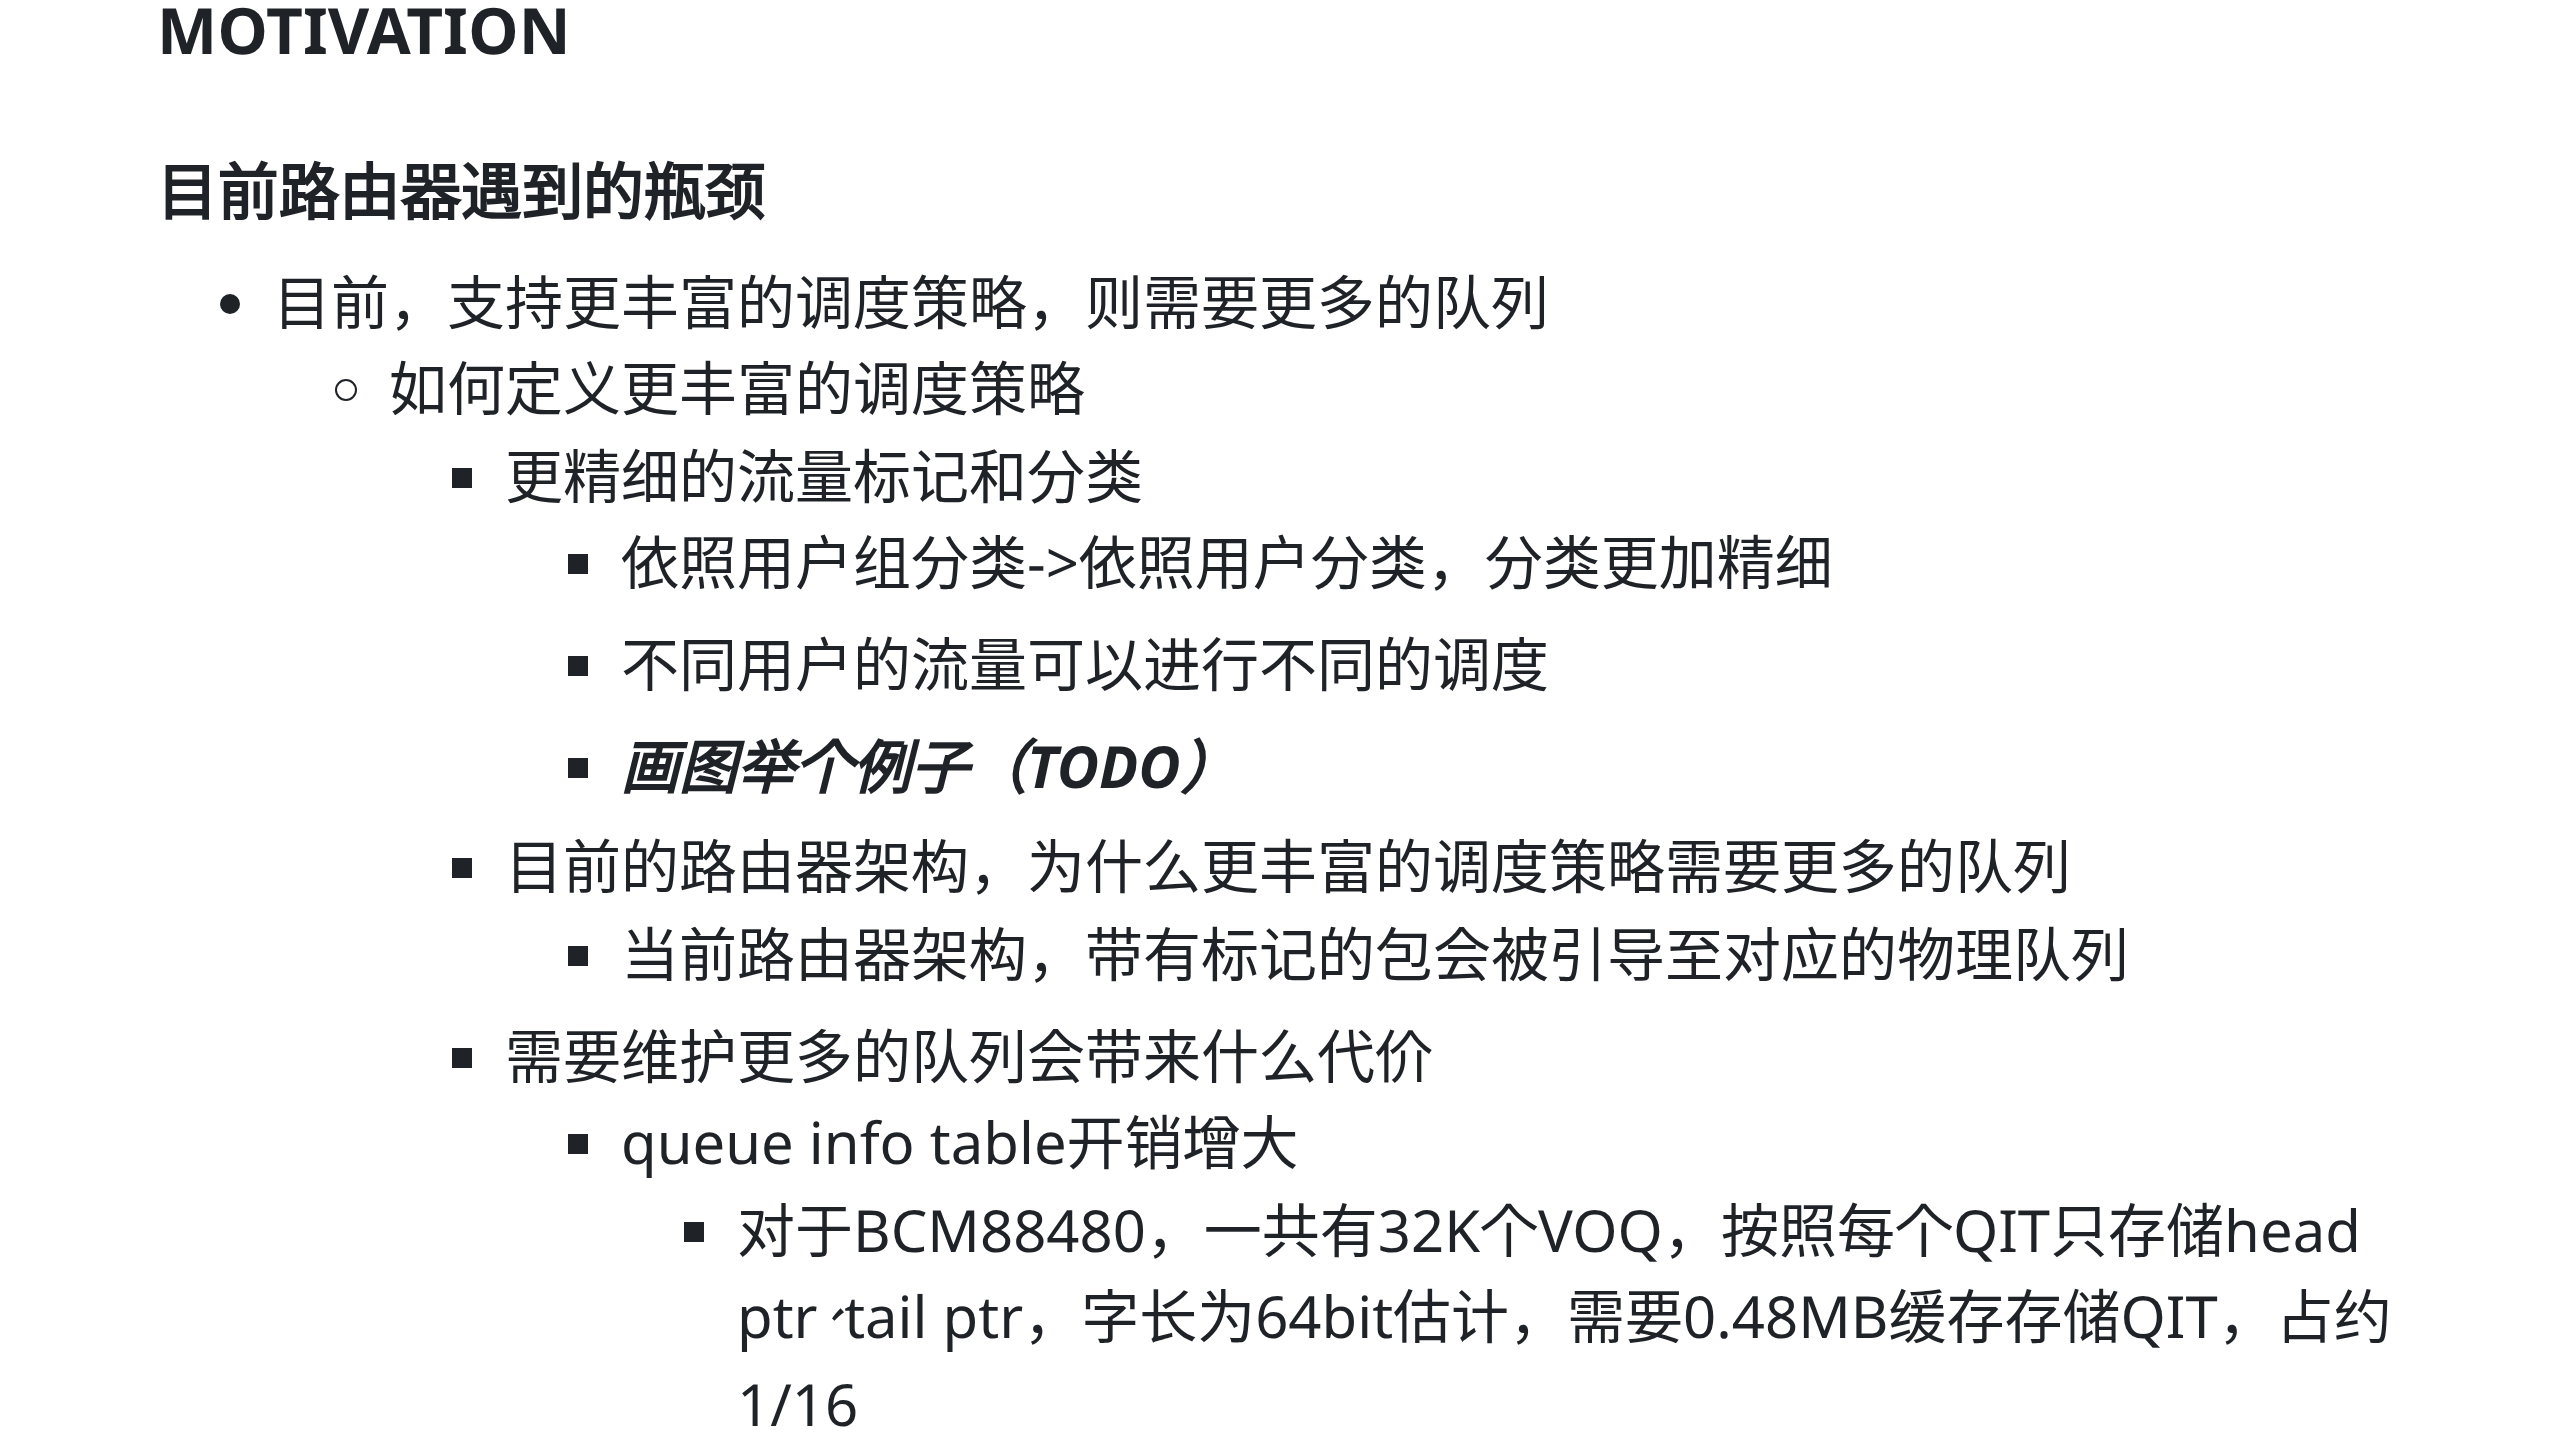 MOTIVATION
目前路由器遇到的瓶颈
目前，支持更丰富的调度策略，则需要更多的队列
如何定义更丰富的调度策略
更精细的流量标记和分类
依照用户组分类->依照用户分类，分类更加精细
不同用户的流量可以进行不同的调度
画图举个例子（TODO）
目前的路由器架构，为什么更丰富的调度策略需要更多的队列
当前路由器架构，带有标记的包会被引导至对应的物理队列
需要维护更多的队列会带来什么代价
queue info table开销增大
对于BCM88480，一共有32K个VOQ，按照每个QIT只存储head
ptr、tail ptr，字长为64bit估计，需要0.48MB缓存存储QIT，占约
1/16